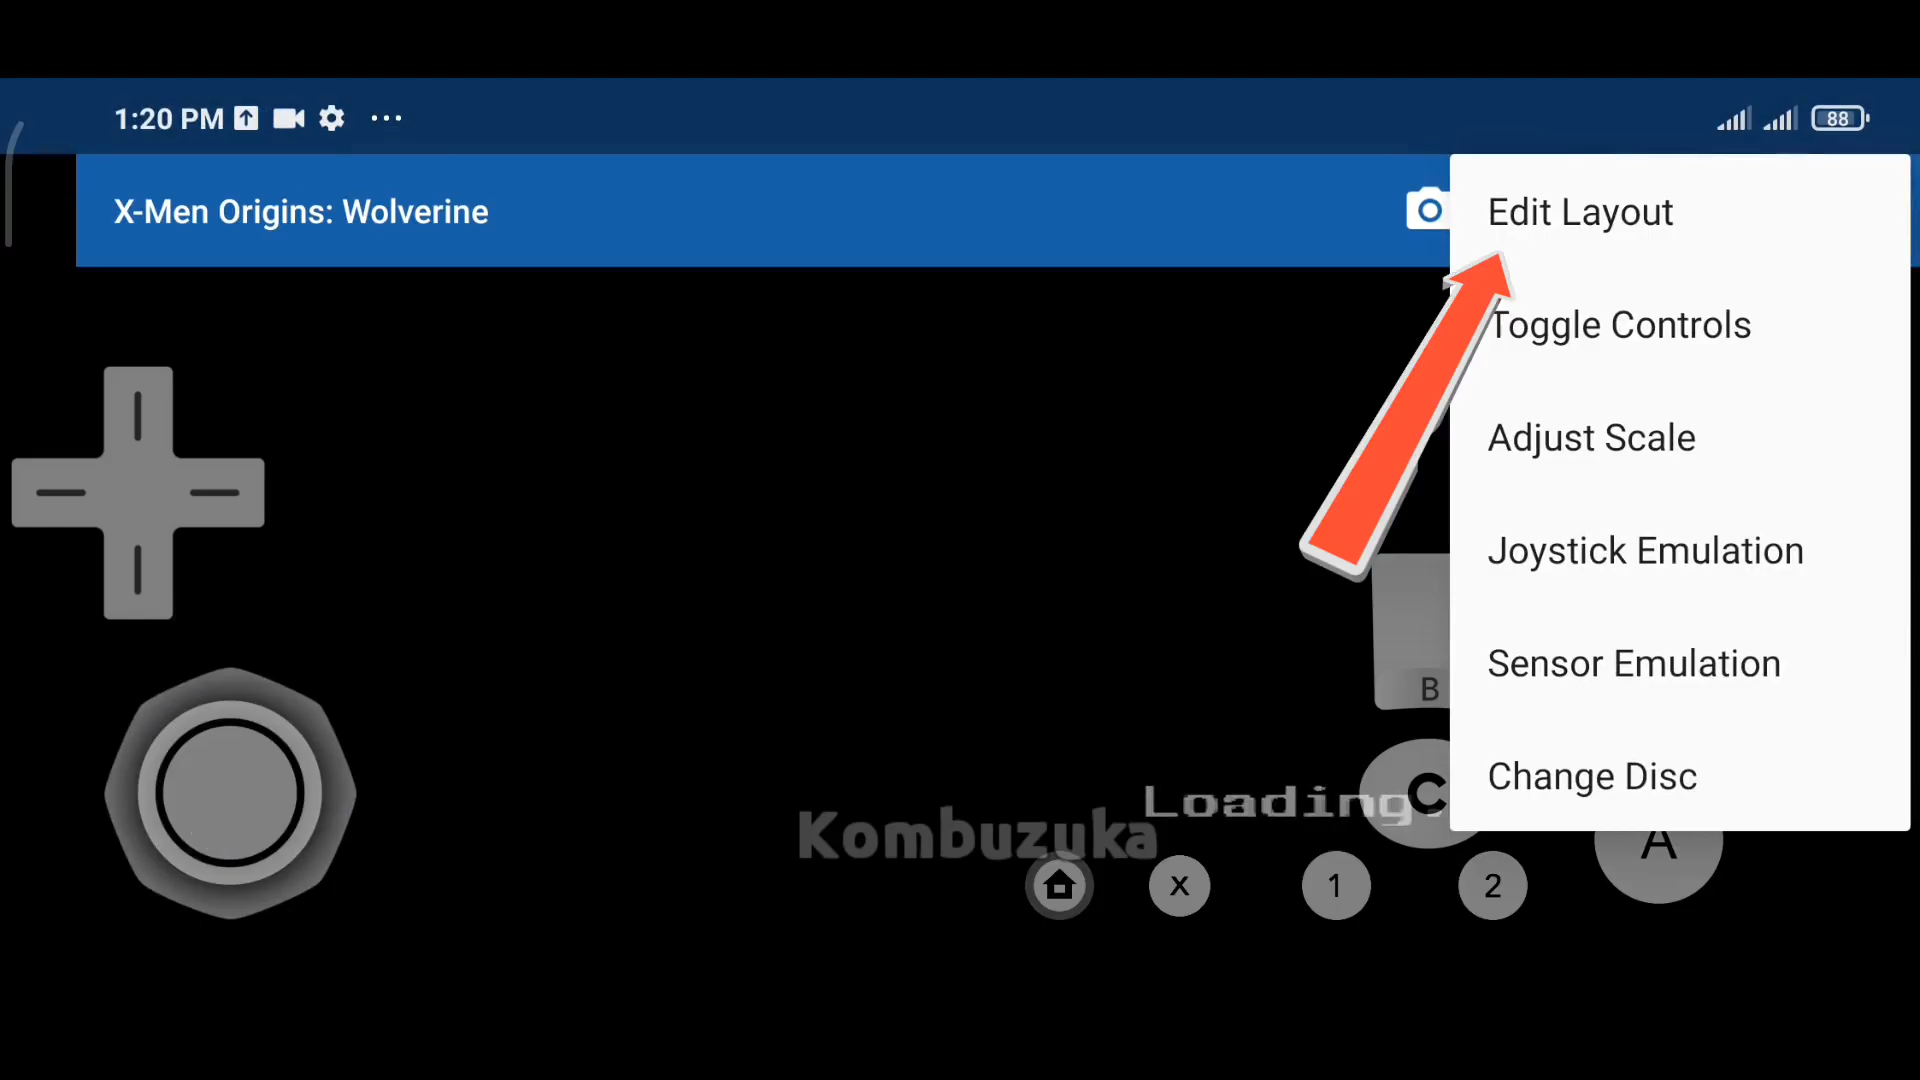 1:20 PM
88
X-Men Origins: Wolverine
Edit Layout
Toggle Controls
Adjust Scale
Joystick Emulation
Sensor Emulation
Change Disc
B
C
Loading.
Kombuzuka
A
X
1
2